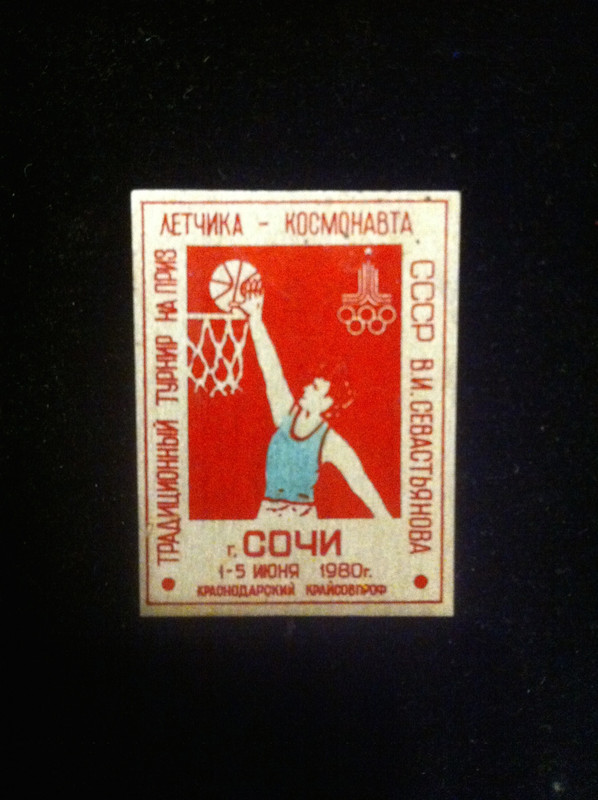 ТРАДИЦИОННЫЙ ТУРНИР НА ПРИЗ
ЛЕТЧИКА - КОСМОНАВТА
СССР В.И. СЕВАСТЬЯНОВА
г. СОЧИ
1-5 ИЮНЯ 1980г.
КРАСНОДАРСКИЙ КРАЙСОВПРОФ